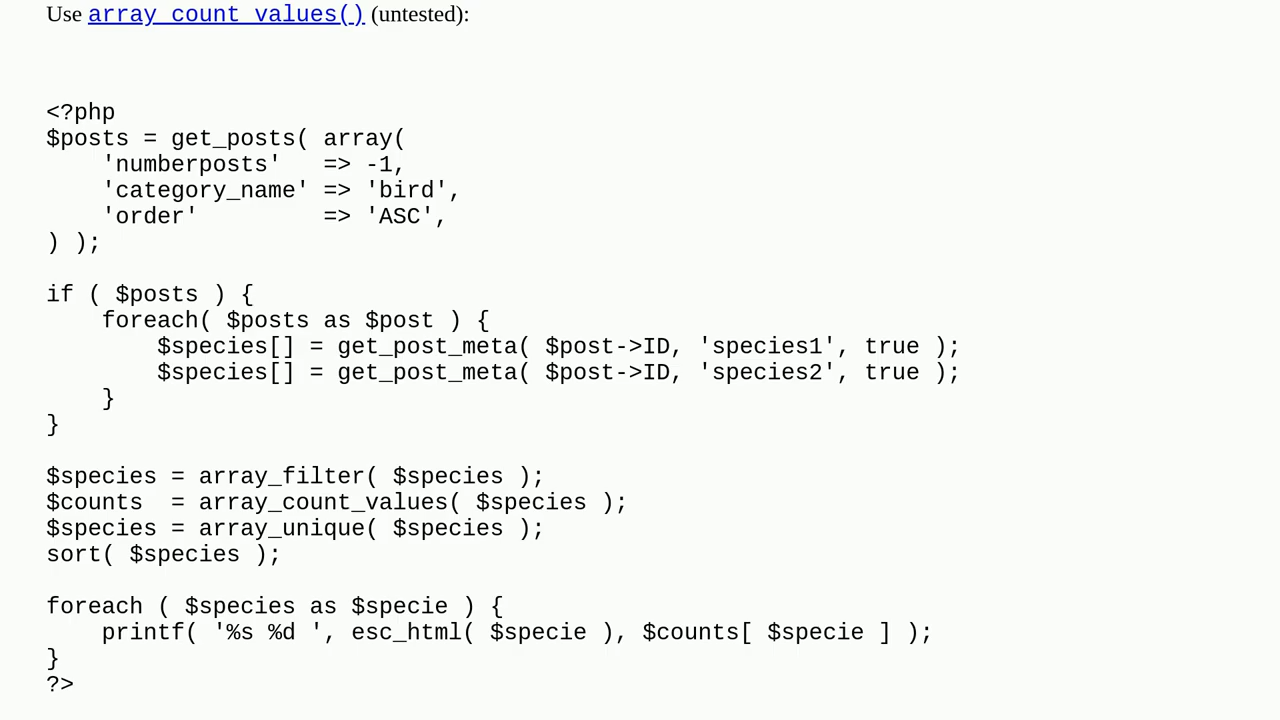 Use array_count_values() (untested):
<?php
$posts = get_posts( array(
    'numberposts'   => -1,
    'category_name' => 'bird',
    'order'         => 'ASC',
) );
if ( $posts ) {
    foreach( $posts as $post ) {
        $species[] = get_post_meta( $post->ID, 'species1', true );
        $species[] = get_post_meta( $post->ID, 'species2', true );
    }
}
$species = array_filter( $species );
$counts  = array_count_values( $species );
$species = array_unique( $species );
sort( $species );
foreach ( $species as $specie ) {
    printf( '%s %d ', esc_html( $specie ), $counts[ $specie ] );
}
?>